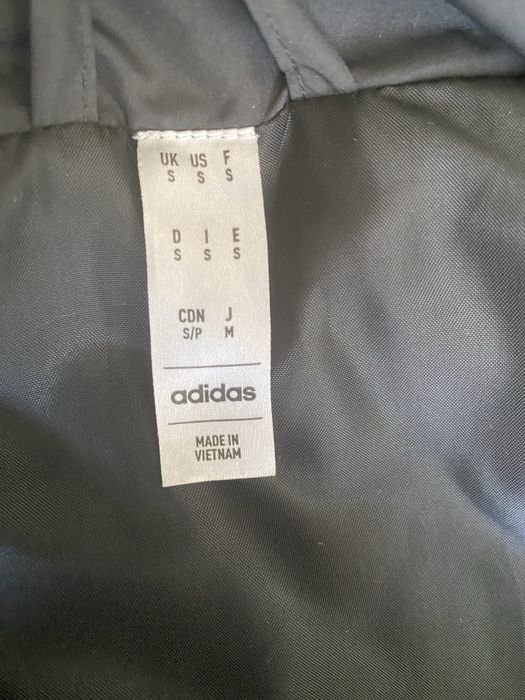 UK US F
S S S
D I E
S S S
CDN J
S/P M
adidas
MADE IN
VIETNAM